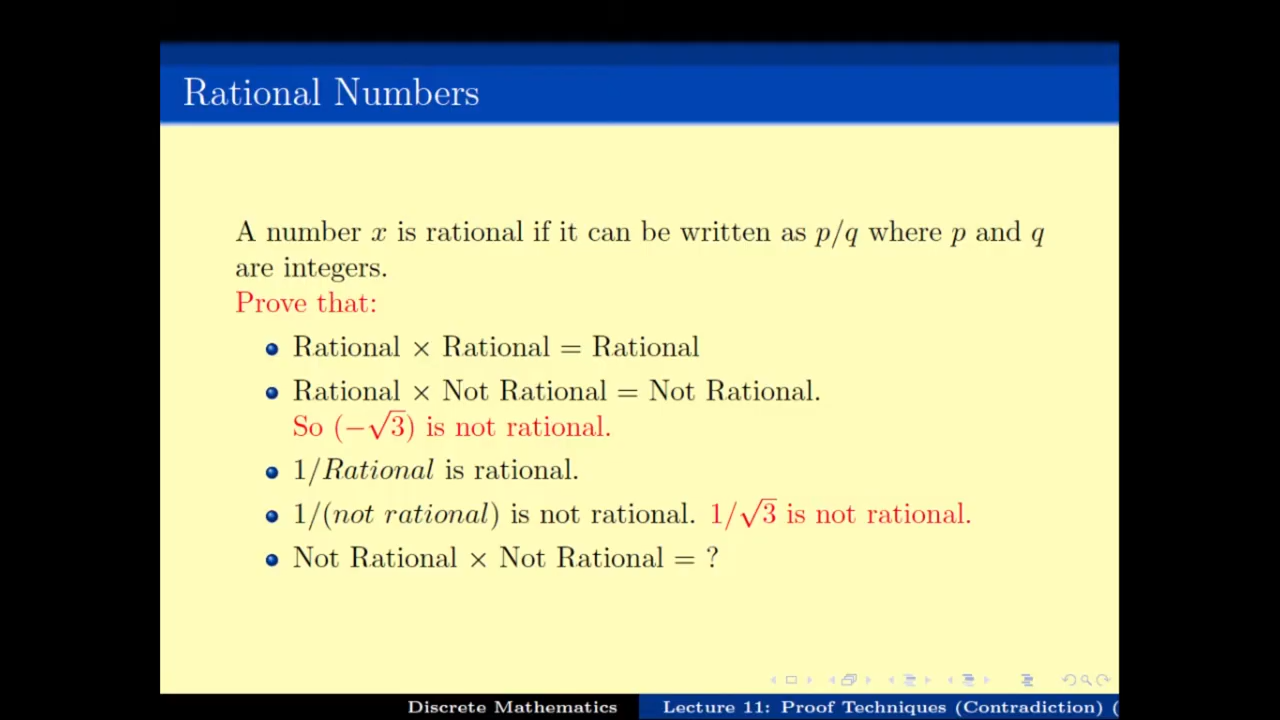 Rational Numbers
A number x is rational if it can be written as p/q where p and q
are integers.
Prove that:
Rational × Rational = Rational
Rational × Not Rational = Not Rational.
So (−√3) is not rational.
1/Rational is rational.
1/(not rational) is not rational. 1/√3 is not rational.
Not Rational × Not Rational = ?
Discrete Mathematics
Lecture 11: Proof Techniques (Contradiction) (